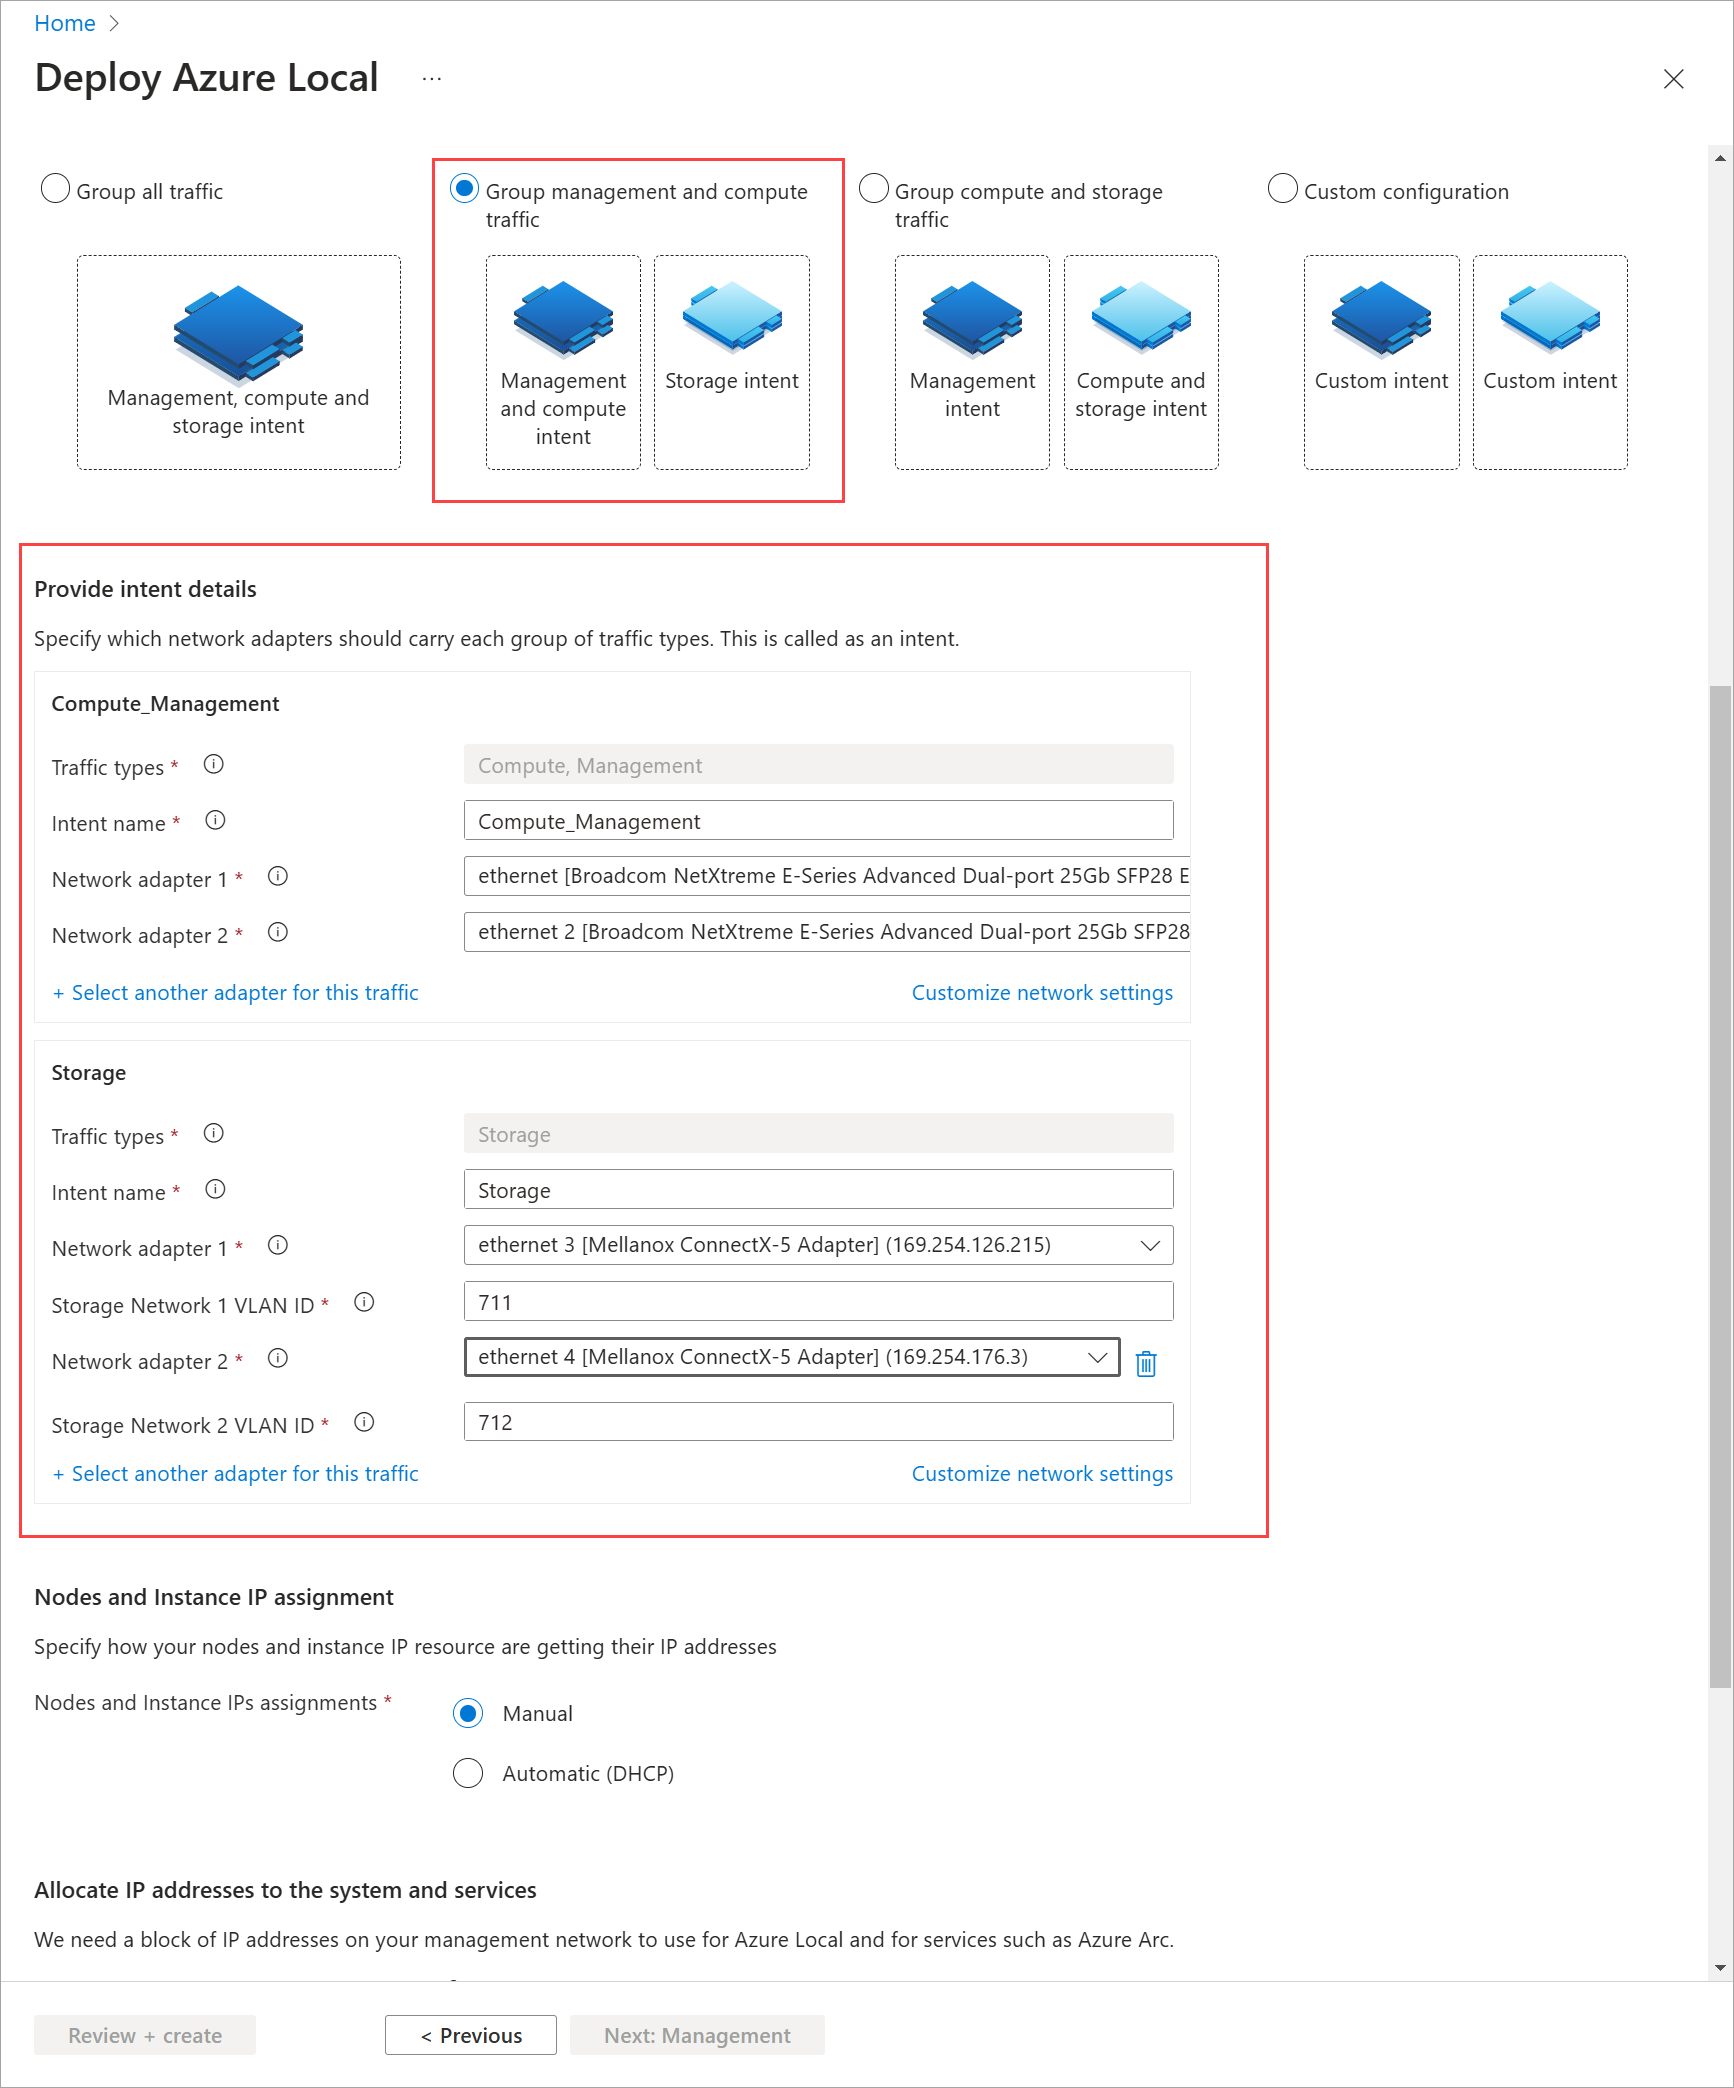 Home >
Deploy Azure Local ...
Group all traffic
Management, compute and
storage intent
Group management and compute
traffic
Management
and compute
intent
Storage intent
Group compute and storage
traffic
Management
intent
Compute and
storage intent
Custom configuration
Custom intent
Custom intent
Provide intent details
Specify which network adapters should carry each group of traffic types. This is called as an intent.
Compute_Management
Traffic types * Compute, Management
Intent name * Compute_Management
Network adapter 1 * ethernet [Broadcom NetXtreme E-Series Advanced Dual-port 25Gb SFP28 E
Network adapter 2 * ethernet 2 [Broadcom NetXtreme E-Series Advanced Dual-port 25Gb SFP28
+ Select another adapter for this traffic Customize network settings
Storage
Traffic types * Storage
Intent name * Storage
Network adapter 1 * ethernet 3 [Mellanox ConnectX-5 Adapter] (169.254.126.215)
Storage Network 1 VLAN ID * 711
Network adapter 2 * ethernet 4 [Mellanox ConnectX-5 Adapter] (169.254.176.3)
Storage Network 2 VLAN ID * 712
+ Select another adapter for this traffic Customize network settings
Nodes and Instance IP assignment
Specify how your nodes and instance IP resource are getting their IP addresses
Nodes and Instance IPs assignments * Manual
Automatic (DHCP)
Allocate IP addresses to the system and services
We need a block of IP addresses on your management network to use for Azure Local and for services such as Azure Arc.
Review + create < Previous Next: Management